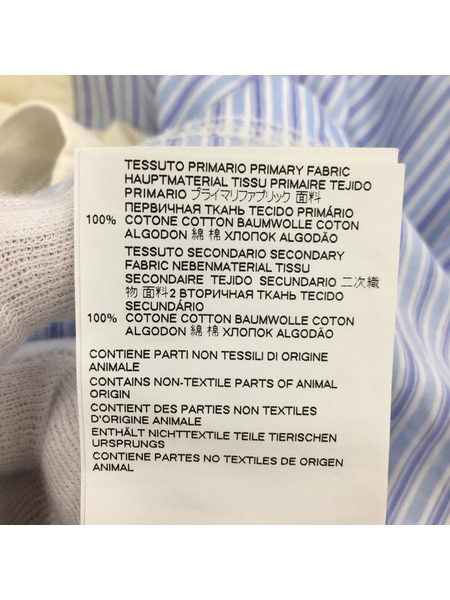 TESSUTO PRIMARIO PRIMARY FABRIC
HAUPTMATERIAL TISSU PRIMAIRE TEJIDO
PRIMARIO プライマリファブリック 面料
ПЕРВИЧНАЯ ТКАНЬ TECIDO PRIMÁRIO
100% COTONE COTTON BAUMWOLLE COTON
ALGODON 綿 棉 ХЛОПОК ALGODÃO
TESSUTO SECONDARIO SECONDARY
FABRIC NEBENMATERIAL TISSU
SECONDAIRE TEJIDO SECUNDARIO 二次織
物 面料2 ВТОРИЧНАЯ ТКАНЬ TECIDO
SECUNDÁRIO
100% COTONE COTTON BAUMWOLLE COTON
ALGODON 綿 棉 ХЛОПОК ALGODÃO
CONTIENE PARTI NON TESSILI DI ORIGINE
ANIMALE
CONTAINS NON-TEXTILE PARTS OF ANIMAL
ORIGIN
CONTIENT DES PARTIES NON TEXTILES
D'ORIGINE ANIMALE
ENTHÄLT NICHTTEXTILE TEILE TIERISCHEN
URSPRUNGS
CONTIENE PARTES NO TEXTILES DE ORIGEN
ANIMAL